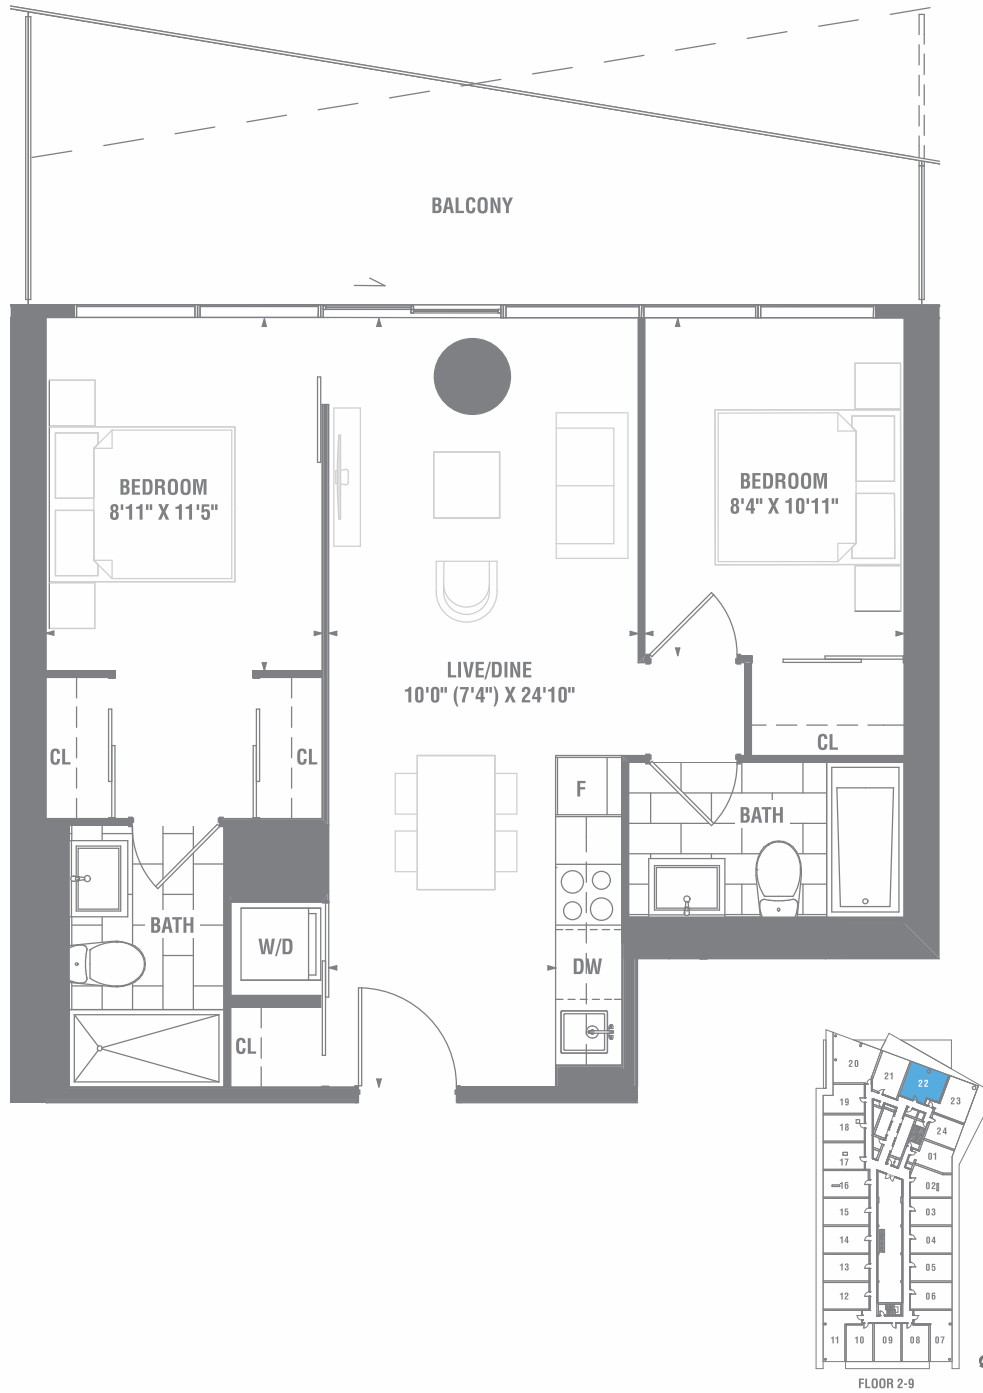 BALCONY
BEDROOM
8'11" X 11'5"
BEDROOM
8'4" X 10'11"
LIVE/DINE
10'0" (7'4") X 24'10"
CL
CL
CL
F
BATH
BATH
W/D
DW
CL
20
21
22
23
19
18
24
17
01
16
02
15
03
14
04
13
05
12
06
11
10
09
08
07
FLOOR 2-9